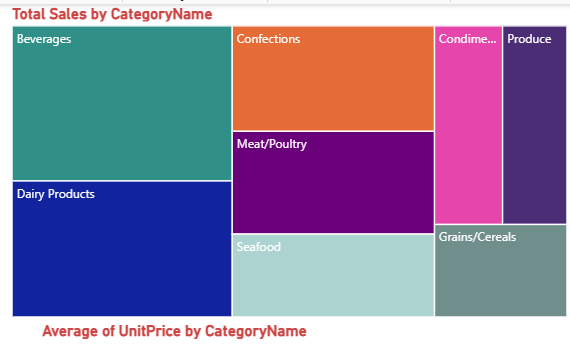 Total Sales by CategoryName
Beverages
Confections
Condime...
Produce
Meat/Poultry
Dairy Products
Grains/Cereals
Seafood
Average of UnitPrice by CategoryName